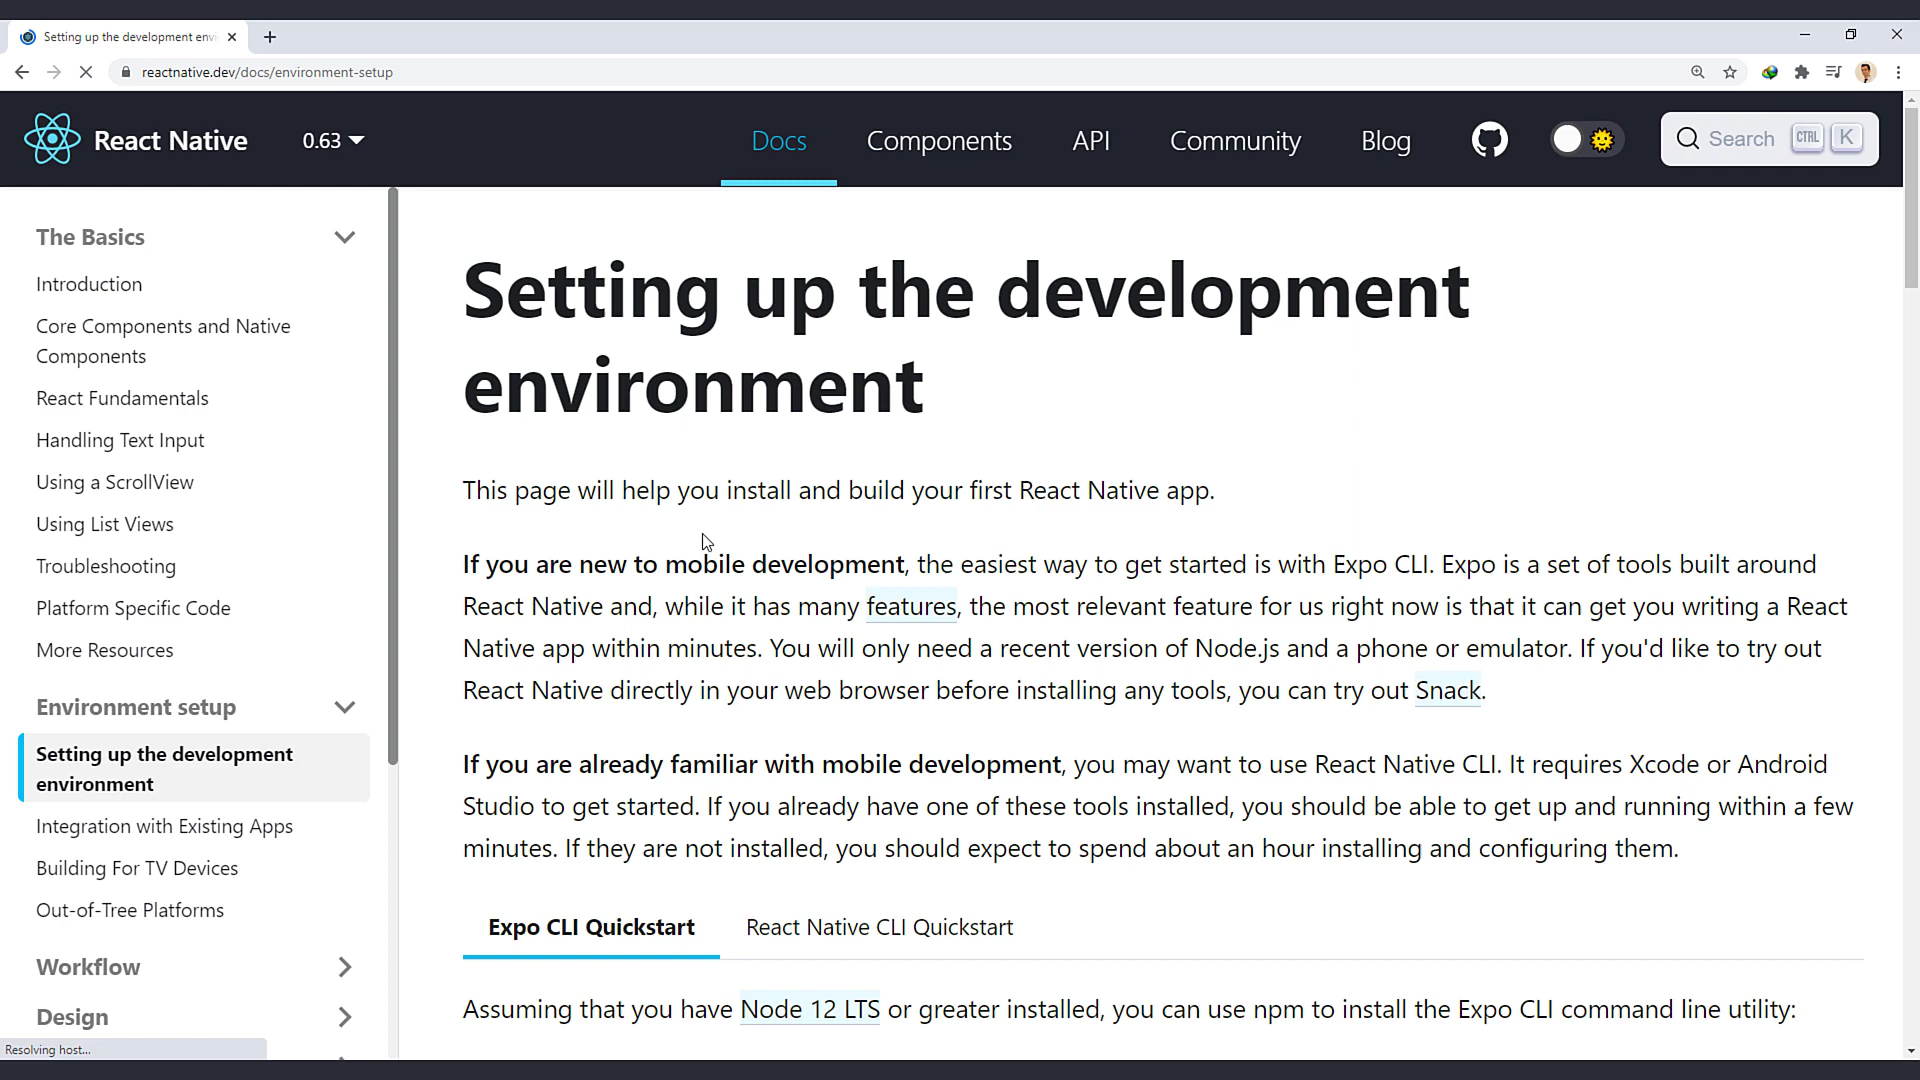 Setting up the development envi
reactnative.dev/docs/environment-setup
React Native
0.63
Docs
Components
API
Community
Blog
Search
CTRL
K
The Basics
Introduction
Core Components and Native
Components
React Fundamentals
Handling Text Input
Using a ScrollView
Using List Views
Troubleshooting
Platform Specific Code
More Resources
Environment setup
Setting up the development
environment
Integration with Existing Apps
Building For TV Devices
Out-of-Tree Platforms
Workflow
Design
Resolving host...
Setting up the development
environment
This page will help you install and build your first React Native app.
If you are new to mobile development, the easiest way to get started is with Expo CLI. Expo is a set of tools built around
React Native and, while it has many features, the most relevant feature for us right now is that it can get you writing a React
Native app within minutes. You will only need a recent version of Node.js and a phone or emulator. If you'd like to try out
React Native directly in your web browser before installing any tools, you can try out Snack.
If you are already familiar with mobile development, you may want to use React Native CLI. It requires Xcode or Android
Studio to get started. If you already have one of these tools installed, you should be able to get up and running within a few
minutes. If they are not installed, you should expect to spend about an hour installing and configuring them.
Expo CLI Quickstart
React Native CLI Quickstart
Assuming that you have Node 12 LTS or greater installed, you can use npm to install the Expo CLI command line utility: